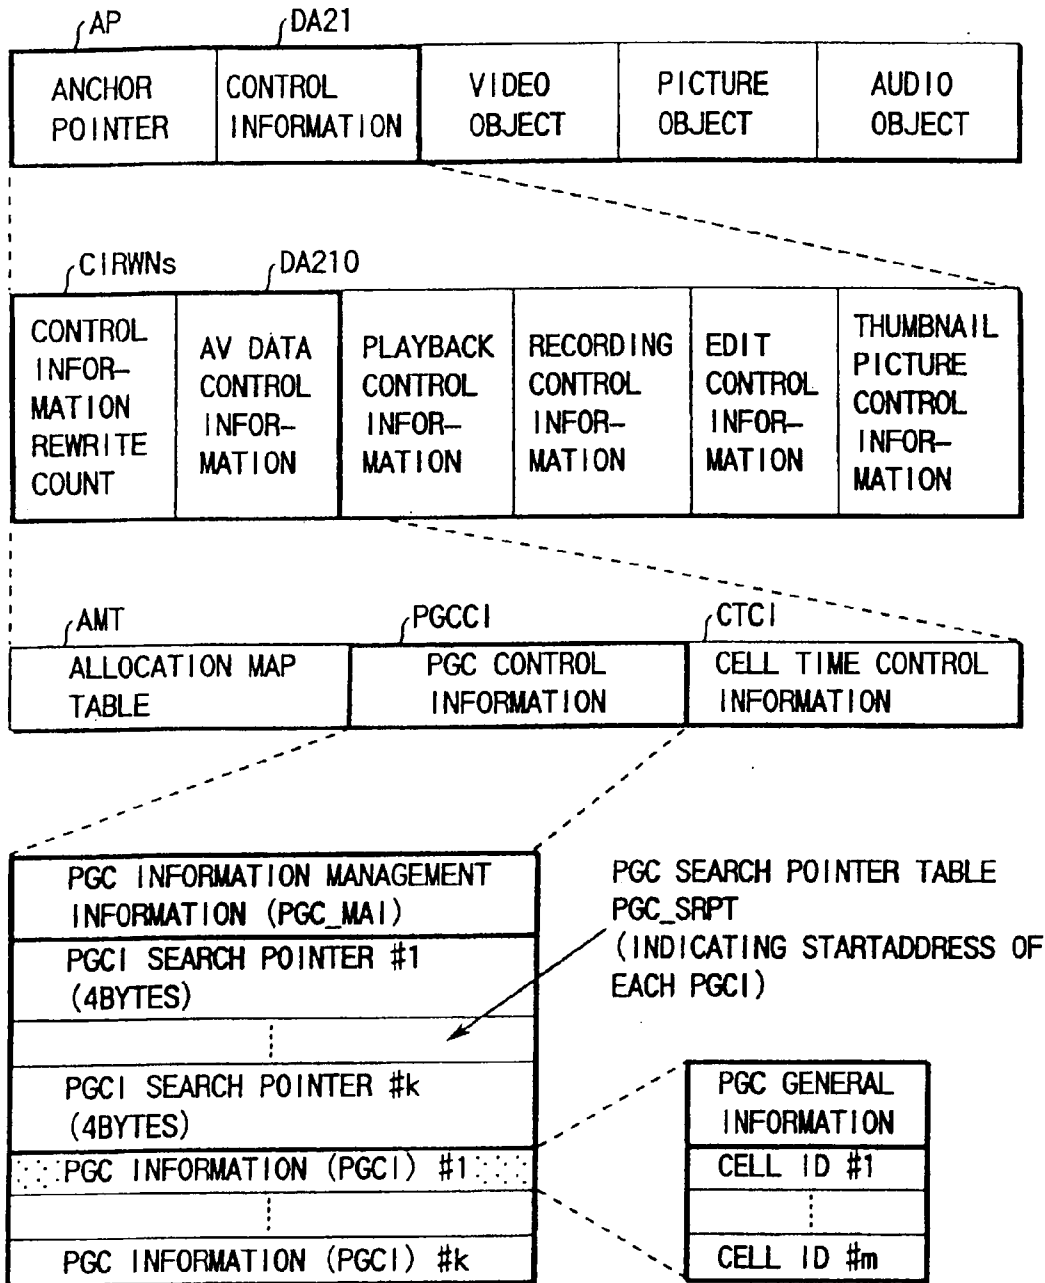 AP DA21
ANCHOR POINTER
CONTROL INFORMATION
VIDEO OBJECT
PICTURE OBJECT
AUDIO OBJECT
CIRWNs DA210
CONTROL
INFOR-
MATION
REWRITE
COUNT
AV DATA
CONTROL
INFOR-
MATION
PLAYBACK
CONTROL
INFOR-
MATION
RECORDING
CONTROL
INFOR-
MATION
EDIT
CONTROL
INFOR-
MATION
THUMBNAIL
PICTURE
CONTROL
INFOR-
MATION
AMT PGCCI CTCI
ALLOCATION MAP
TABLE
PGC CONTROL
INFORMATION
CELL TIME CONTROL
INFORMATION
PGC INFORMATION MANAGEMENT
INFORMATION (PGC_MAI)
PGCI SEARCH POINTER #1
(4BYTES)
PGCI SEARCH POINTER #k
(4BYTES)
PGC INFORMATION (PGCI) #1
PGC INFORMATION (PGCI) #k
PGC SEARCH POINTER TABLE
PGC_SRPT
(INDICATING STARTADDRESS OF
EACH PGCI)
PGC GENERAL
INFORMATION
CELL ID #1
CELL ID #m